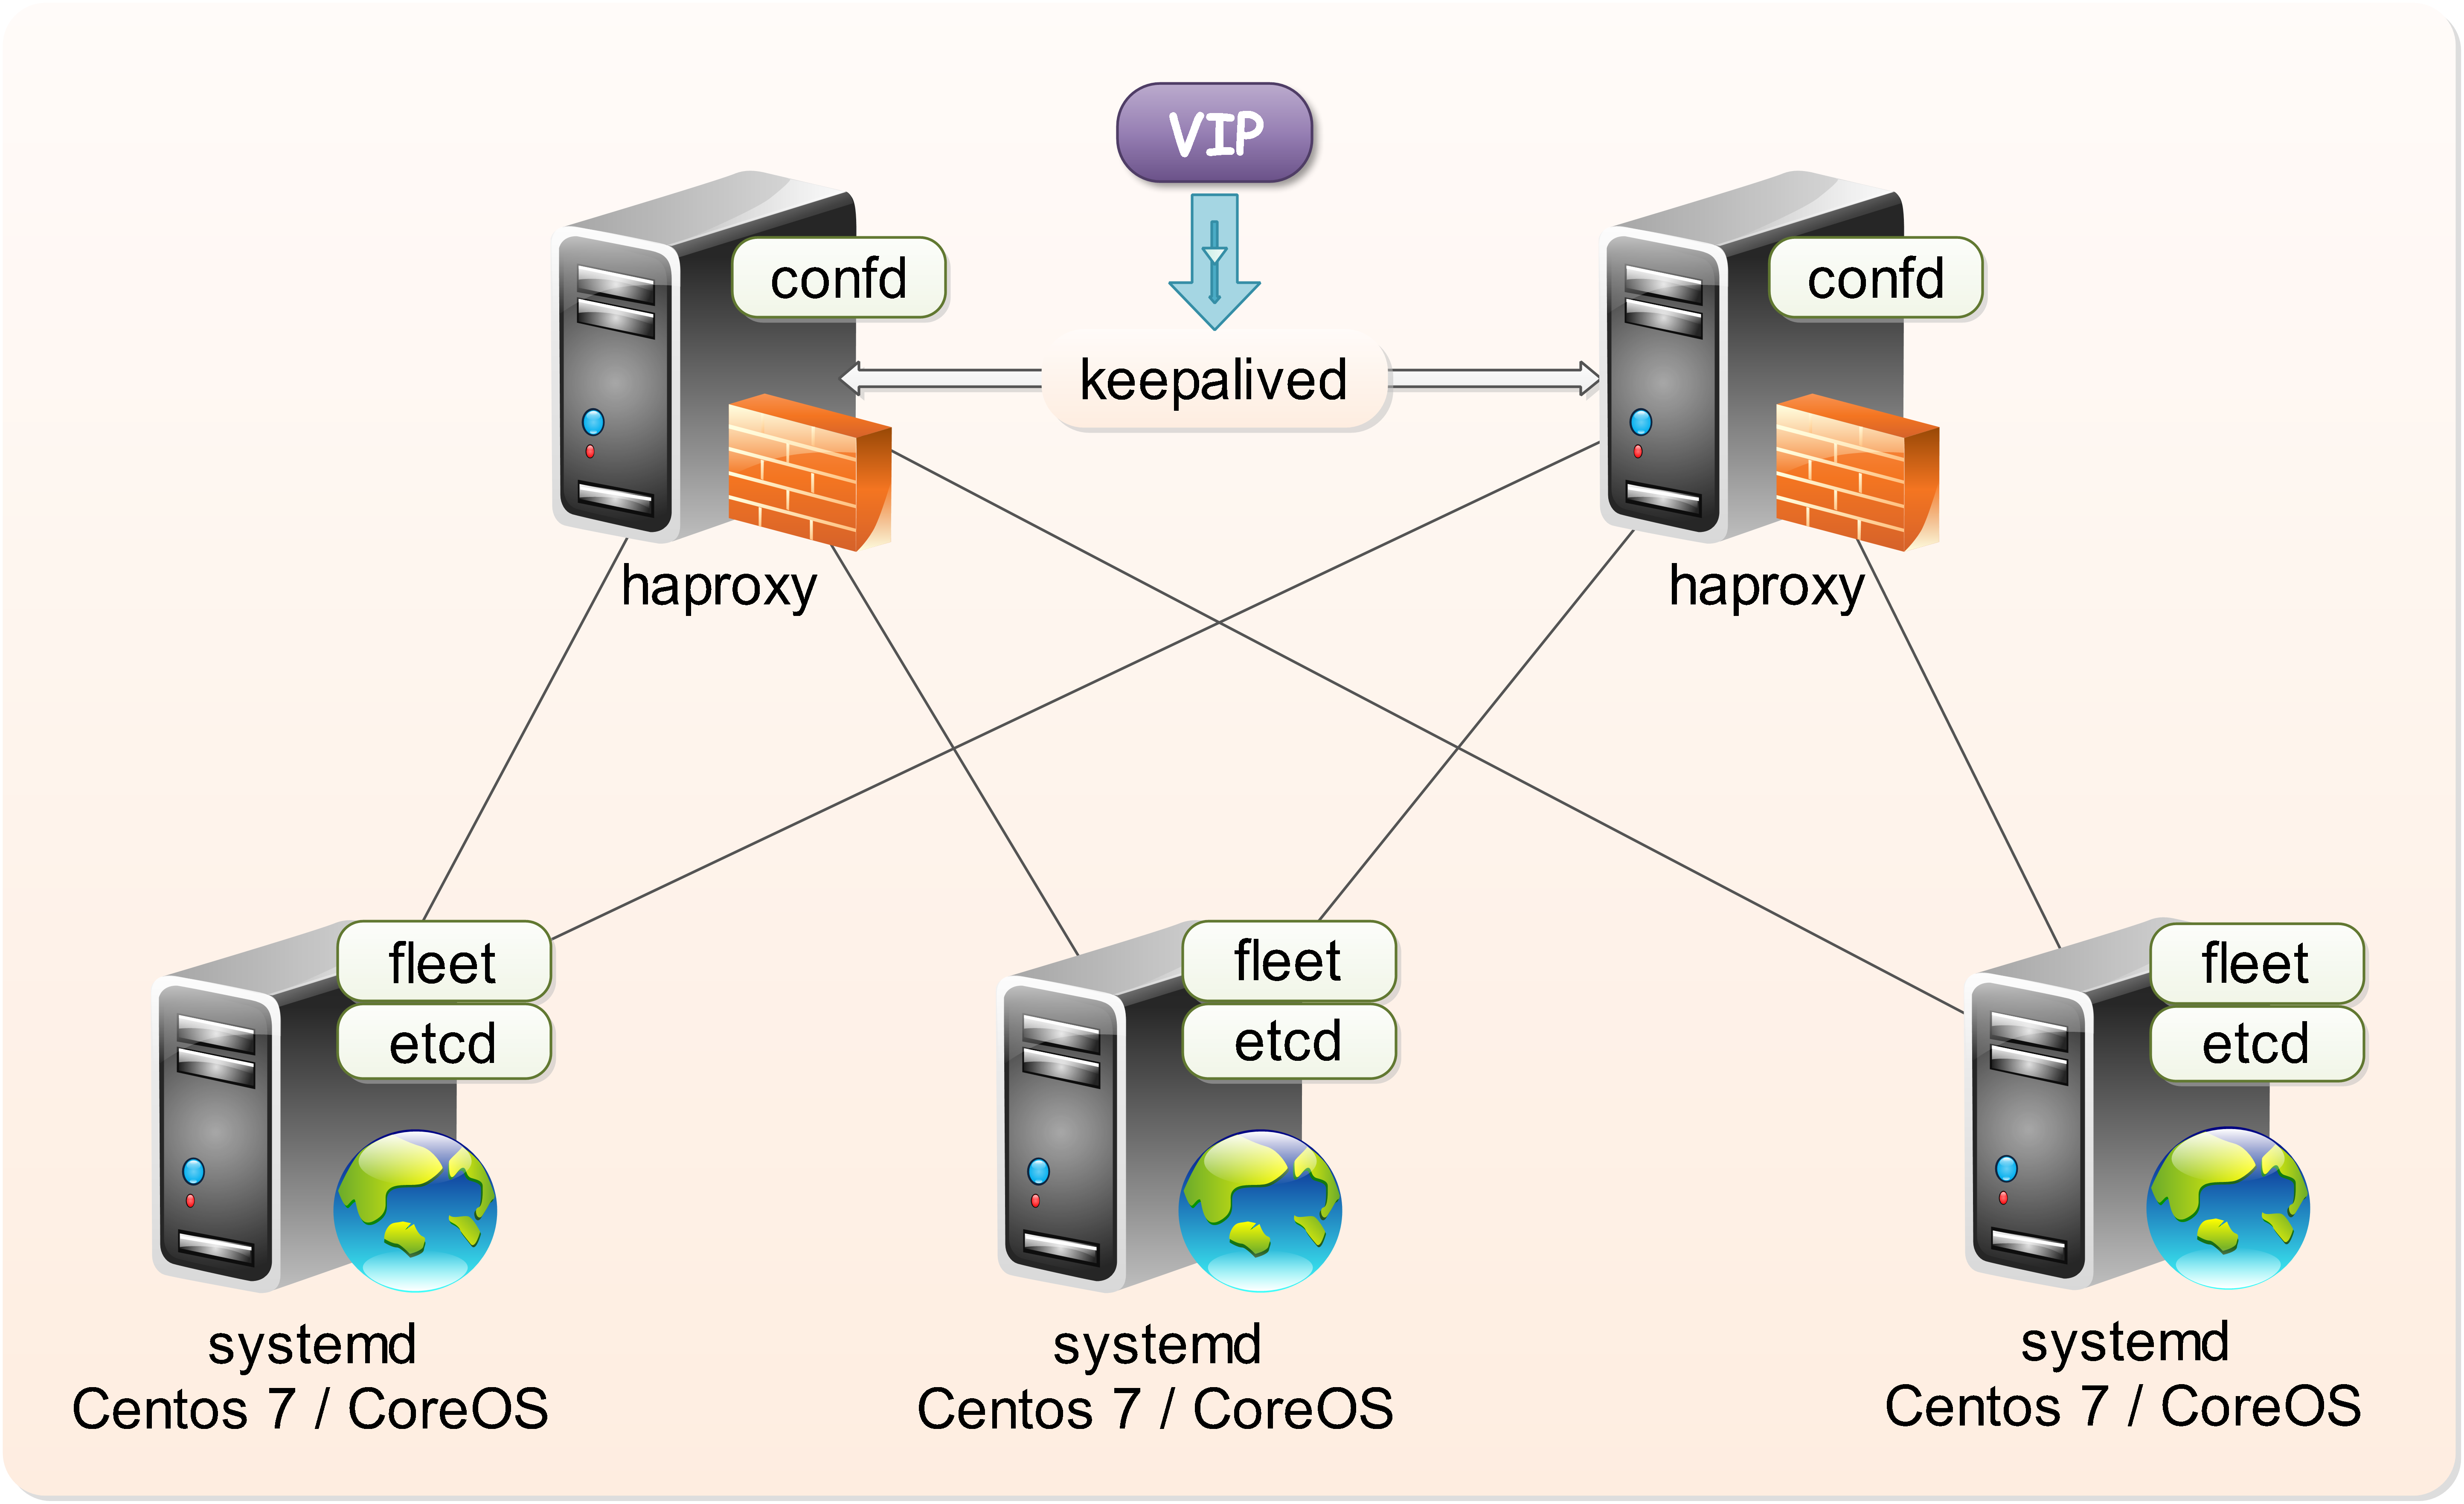 VIP
confd
confd
keepalived
haproxy
haproxy
fleet
etcd
fleet
etcd
fleet
etcd
systemd
Centos 7 / CoreOS
systemd
Centos 7 / CoreOS
systemd
Centos 7 / CoreOS